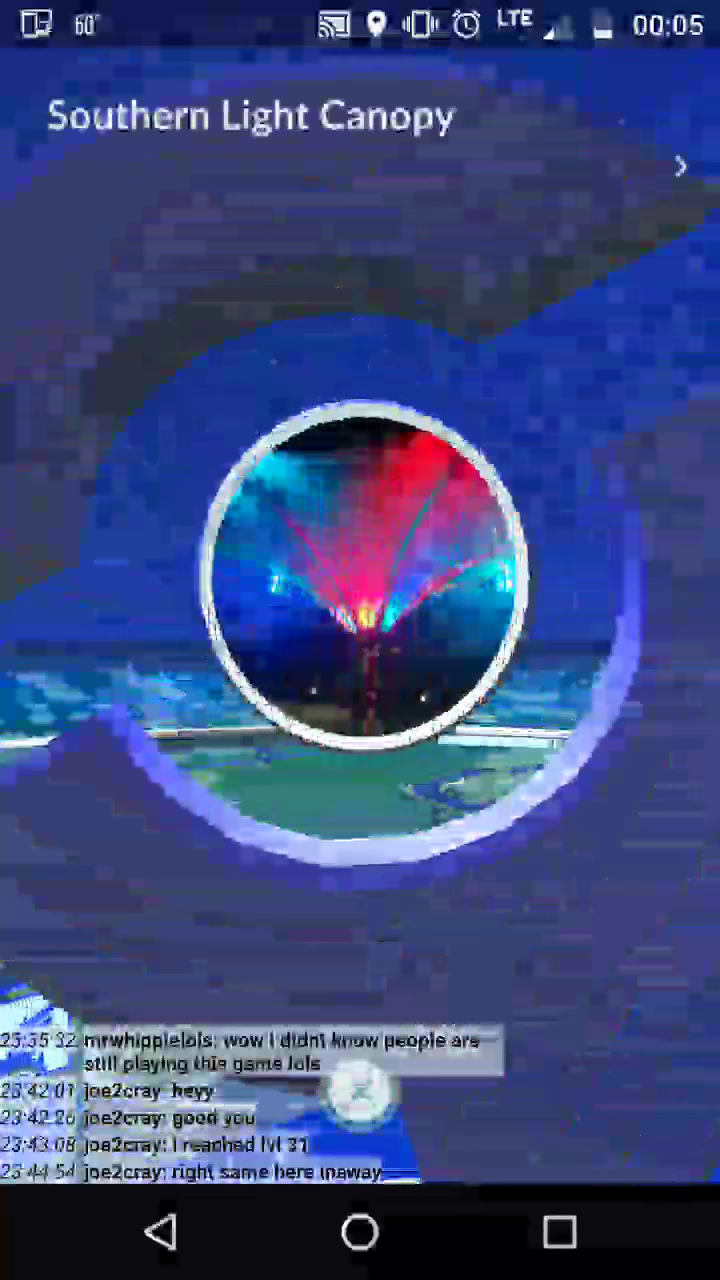 60°
LTE
00:05
Southern Light Canopy
23:35:32 mrwhipplelols: wow i didnt know people are
still playing this game lols
23:42:01 joe2cray: heyy
23:42:26 joe2cray: good you
23:43:08 joe2cray: i reached lvl 31
23:44:54 joe2cray: right same here inaway